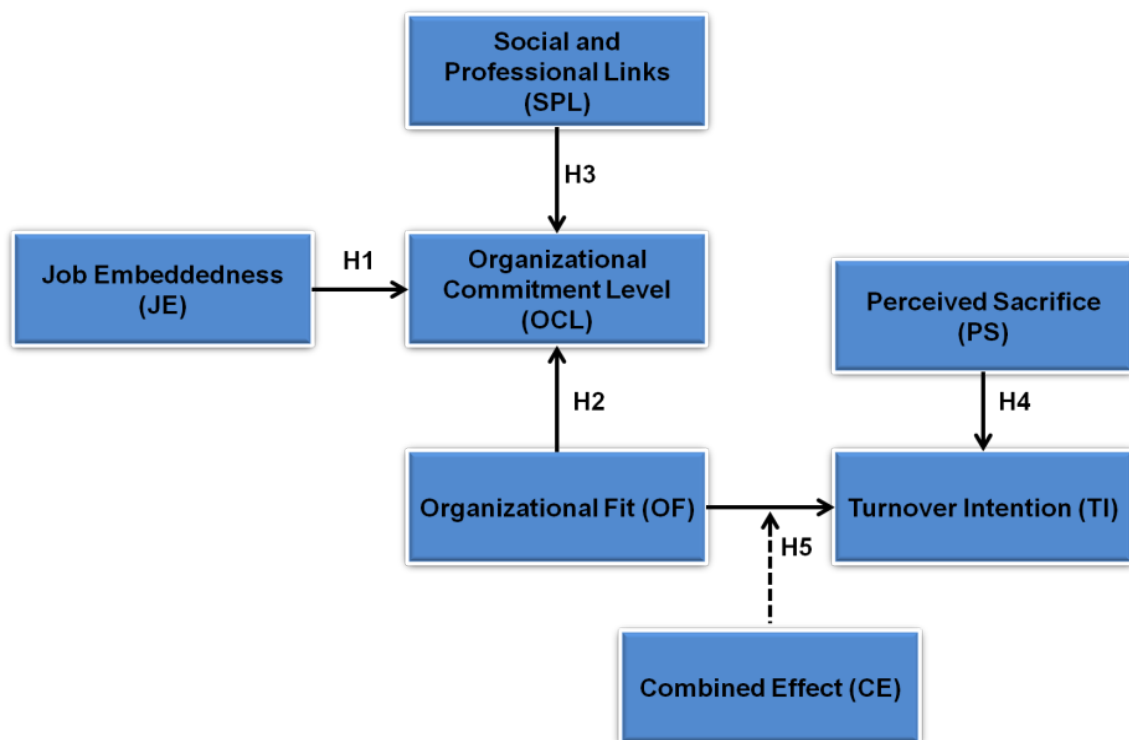 Social and
Professional Links
(SPL)
H3
Job Embeddedness
(JE)
H1
Organizational
Commitment Level
(OCL)
Perceived Sacrifice
(PS)
H2
H4
Organizational Fit (OF)
Turnover Intention (TI)
H5
Combined Effect (CE)